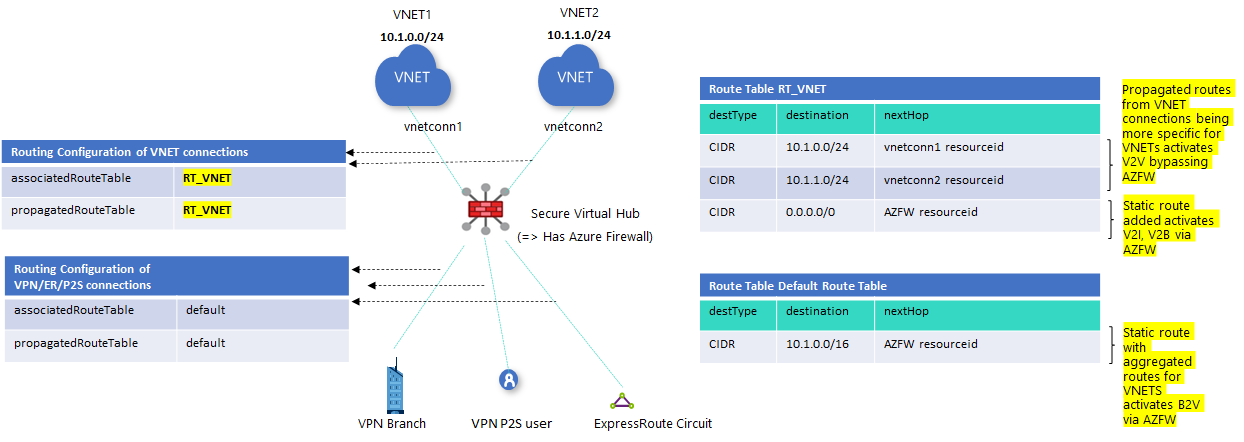 VNET1
10.1.0.0/24
VNET
vnetconn1
VNET2
10.1.1.0/24
VNET
vnetconn2
Routing Configuration of VNET connections
associatedRouteTable RT_VNET
propagatedRouteTable RT_VNET
Secure Virtual Hub
(=> Has Azure Firewall)
Routing Configuration of
VPN/ER/P2S connections
associatedRouteTable default
propagatedRouteTable default
VPN Branch
VPN P2S user
ExpressRoute Circuit
Route Table RT_VNET
destType destination nextHop
CIDR 10.1.0.0/24 vnetconn1 resourceid
CIDR 10.1.1.0/24 vnetconn2 resourceid
CIDR 0.0.0.0/0 AZFW resourceid
Propagated routes
from VNET
connections being
more specific for
VNETs activates
V2V bypassing
AZFW
Static route
added activates
V2I, V2B via
AZFW
Route Table Default Route Table
destType destination nextHop
CIDR 10.1.0.0/16 AZFW resourceid
Static route
with
aggregated
routes for
VNETS
activates B2V
via AZFW